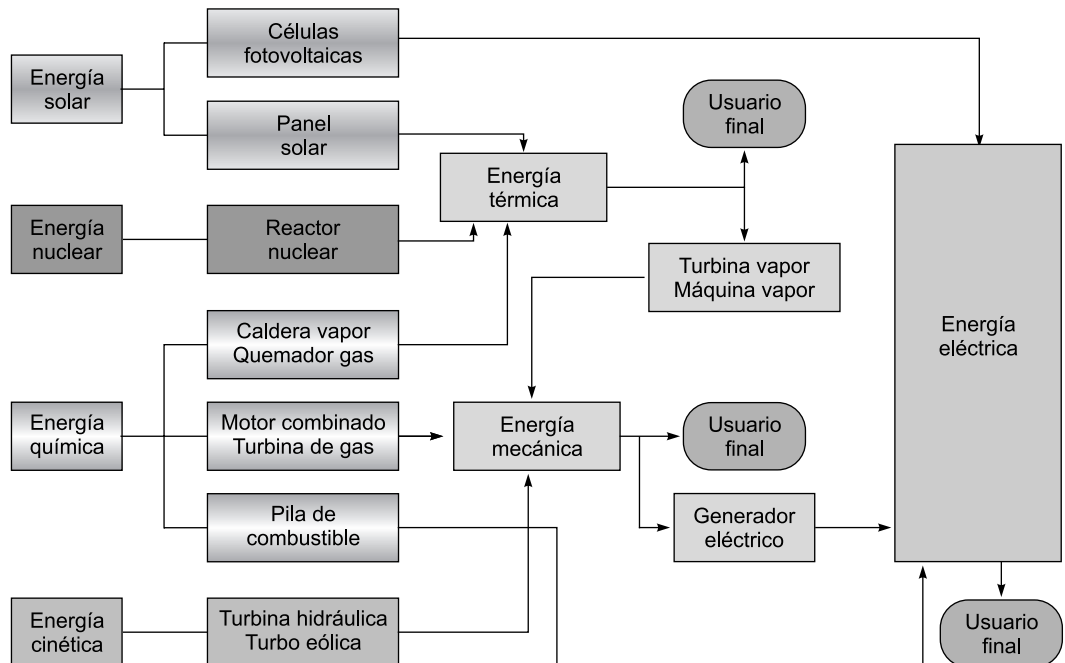 Células
fotovoltaicas
Energía
solar
Panel
solar
Usuario
final
Energía
térmica
Energía
nuclear
Reactor
nuclear
Turbina vapor
Máquina vapor
Caldera vapor
Quemador gas
Energía
eléctrica
Energía
química
Motor combinado
Turbina de gas
Energía
mecánica
Usuario
final
Pila de
combustible
Generador
eléctrico
Energía
cinética
Turbina hidráulica
Turbo eólica
Usuario
final